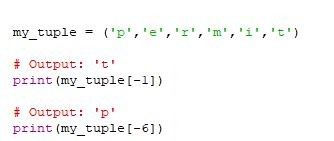 my_tuple = ('p','e','r','m','i','t')
# Output: 't'
print(my_tuple[-1])
# Output: 'p'
print(my_tuple[-6])